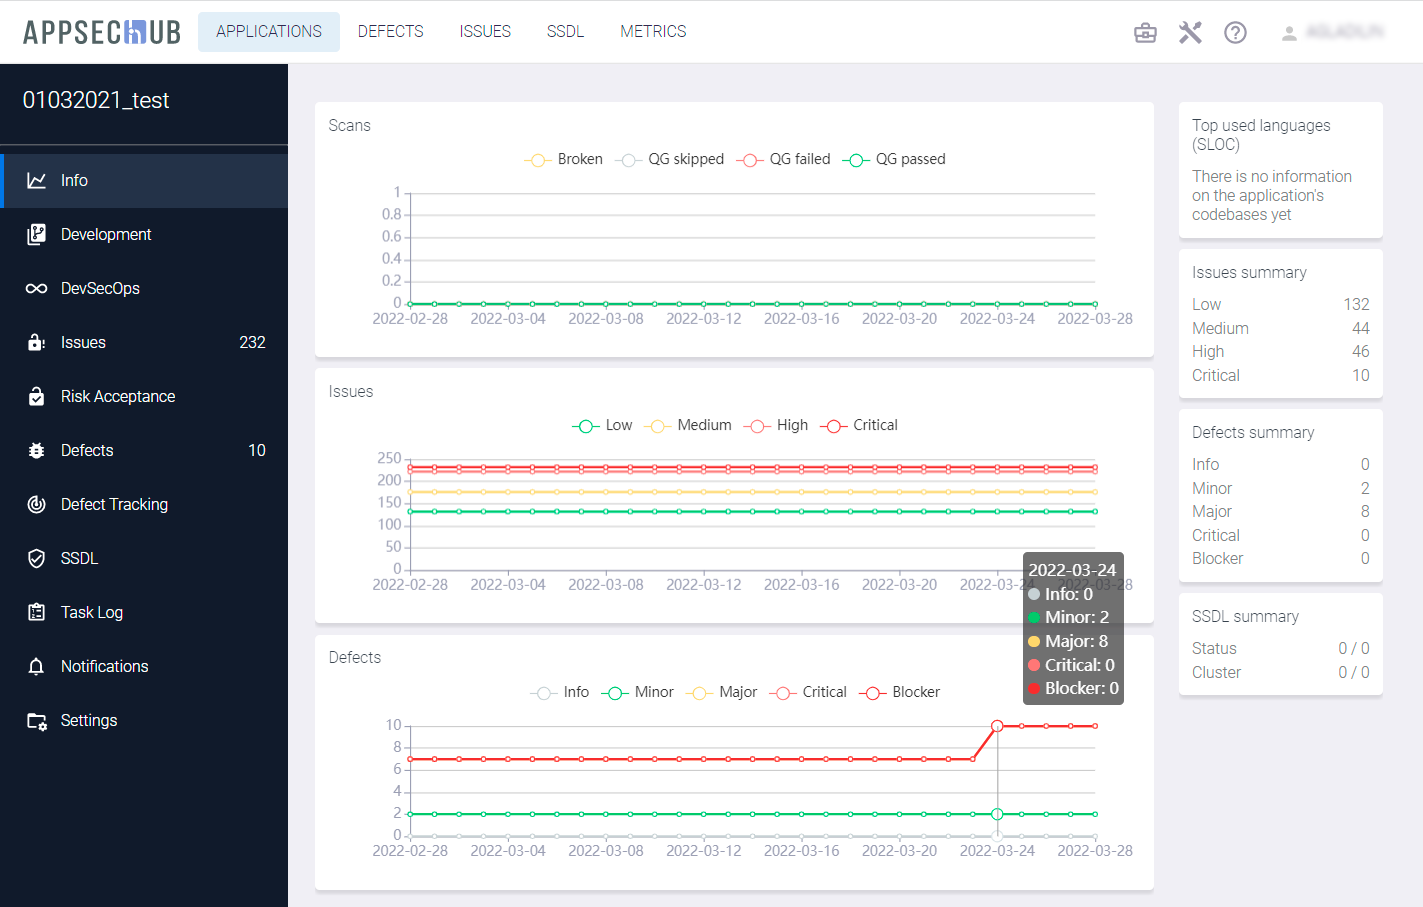 APPSECHUB
APPLICATIONS DEFECTS ISSUES SSDL METRICS
01032021_test
Info
Development
DevSecOps
Issues 232
Risk Acceptance
Defects 10
Defect Tracking
SSDL
Task Log
Notifications
Settings
Scans
Broken QG skipped QG failed QG passed
1
0.8
0.6
0.4
0.2
0
2022-02-28 2022-03-04 2022-03-08 2022-03-12 2022-03-16 2022-03-20 2022-03-24 2022-03-28
Issues
Low Medium High Critical
250
200
150
100
50
0
2022-02-28 2022-03-04 2022-03-08 2022-03-12 2022-03-16 2022-03-20 2022-03-24 2022-03-28
2022-03-24
Info: 0
Minor: 2
Major: 8
Critical: 0
Blocker: 0
Defects
Info Minor Major Critical Blocker
10
8
6
4
2
0
2022-02-28 2022-03-04 2022-03-08 2022-03-12 2022-03-16 2022-03-20 2022-03-24 2022-03-28
Top used languages
(SLOC)
There is no information
on the application's
codebases yet
Issues summary
Low 132
Medium 44
High 46
Critical 10
Defects summary
Info 0
Minor 2
Major 8
Critical 0
Blocker 0
SSDL summary
Status 0 / 0
Cluster 0 / 0